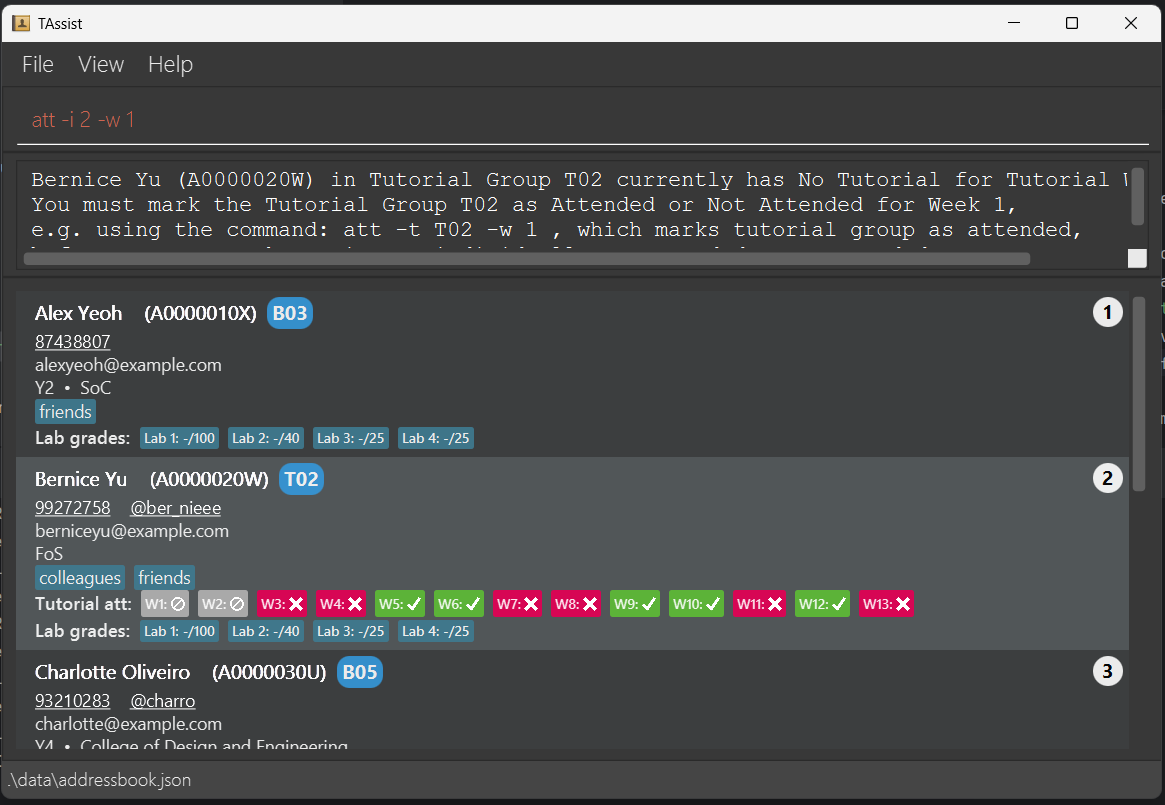 TAssist
File View Help
att -i 2 -w 1
Bernice Yu (A0000020W) in Tutorial Group T02 currently has No Tutorial for Tutorial
You must mark the Tutorial Group T02 as Attended or Not Attended for Week 1,
e.g. using the command: att -t T02 -w 1 , which marks tutorial group as attended,
Alex Yeoh (A0000010X) B03 1
87438807
alexyeoh@example.com
Y2 • SoC
friends
Lab grades: Lab 1: -/100 Lab 2: -/40 Lab 3: -/25 Lab 4: -/25
Bernice Yu (A0000020W) T02 2
99272758 @ber_nieee
berniceyu@example.com
FoS
colleagues friends
Tutorial att: W1: W2: W3: W4: W5: W6: W7: W8: W9: W10: W11: W12: W13:
Lab grades: Lab 1: -/100 Lab 2: -/40 Lab 3: -/25 Lab 4: -/25
Charlotte Oliveiro (A0000030U) B05 3
93210283 @charro
charlotte@example.com
Y4 • College of Design and Engineering
.\data\addressbook.json